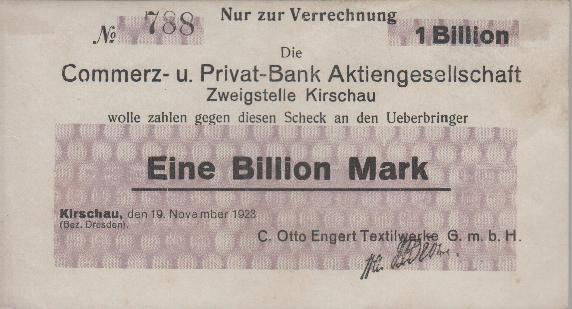 Nur zur Verrechnung
№ 788
1 Billion
Die
Commerz- u. Privat-Bank Aktiengesellschaft
Zweigstelle Kirschau
wolle zahlen gegen diesen Scheck an den Ueberbringer
Eine Billion Mark
Kirschau, den 19. November 1923
(Bez. Dresden).
C. Otto Engert Textilwerke G. m. b. H.